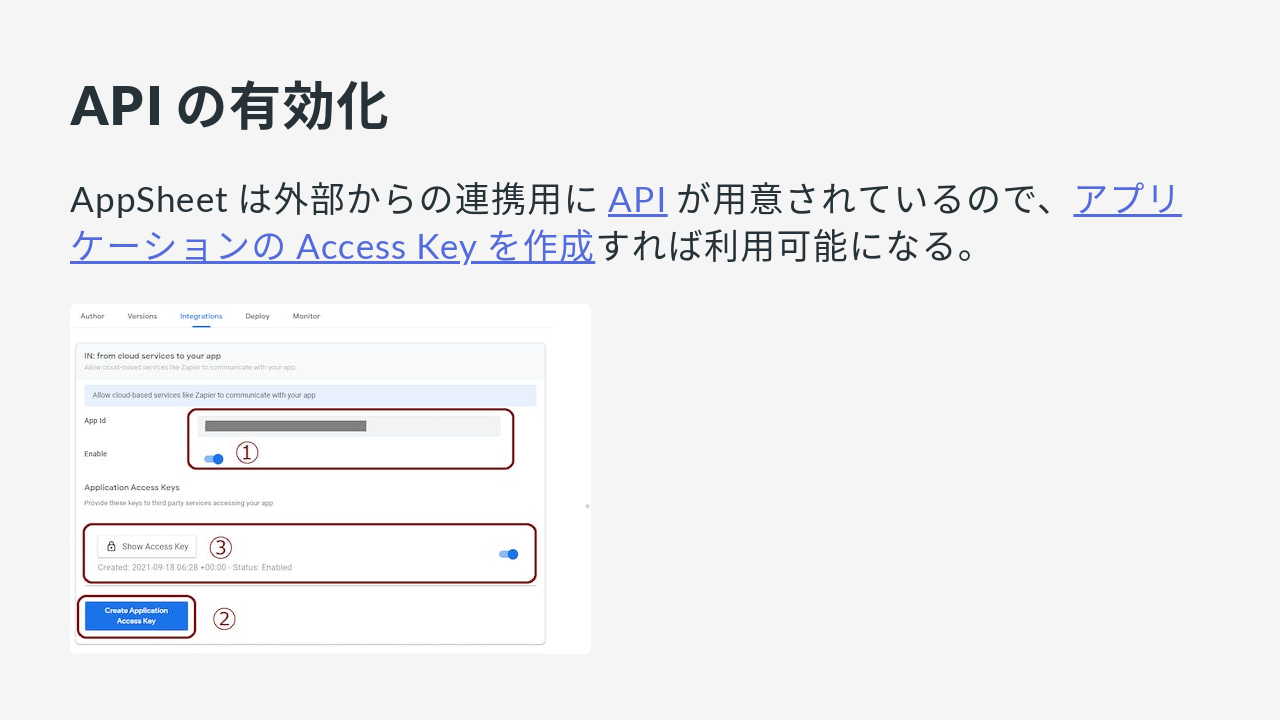 API の有効化
AppSheet は外部からの連携用に API が用意されているので、アプリ
ケーションの Access Key を作成すれば利用可能になる。
Author Versions Integrations Deploy Monitor
IN: from cloud services to your app
Allow cloud-based services like Zapier to communicate with your app.
Allow cloud-based services like Zapier to communicate with your app
App Id
Enable ①
Application Access Keys
Provide these keys to third party services accessing your app
Show Access Key ③
Created: 2021-09-18 06:28 +00:00 - Status: Enabled
Create Application
Access Key ②